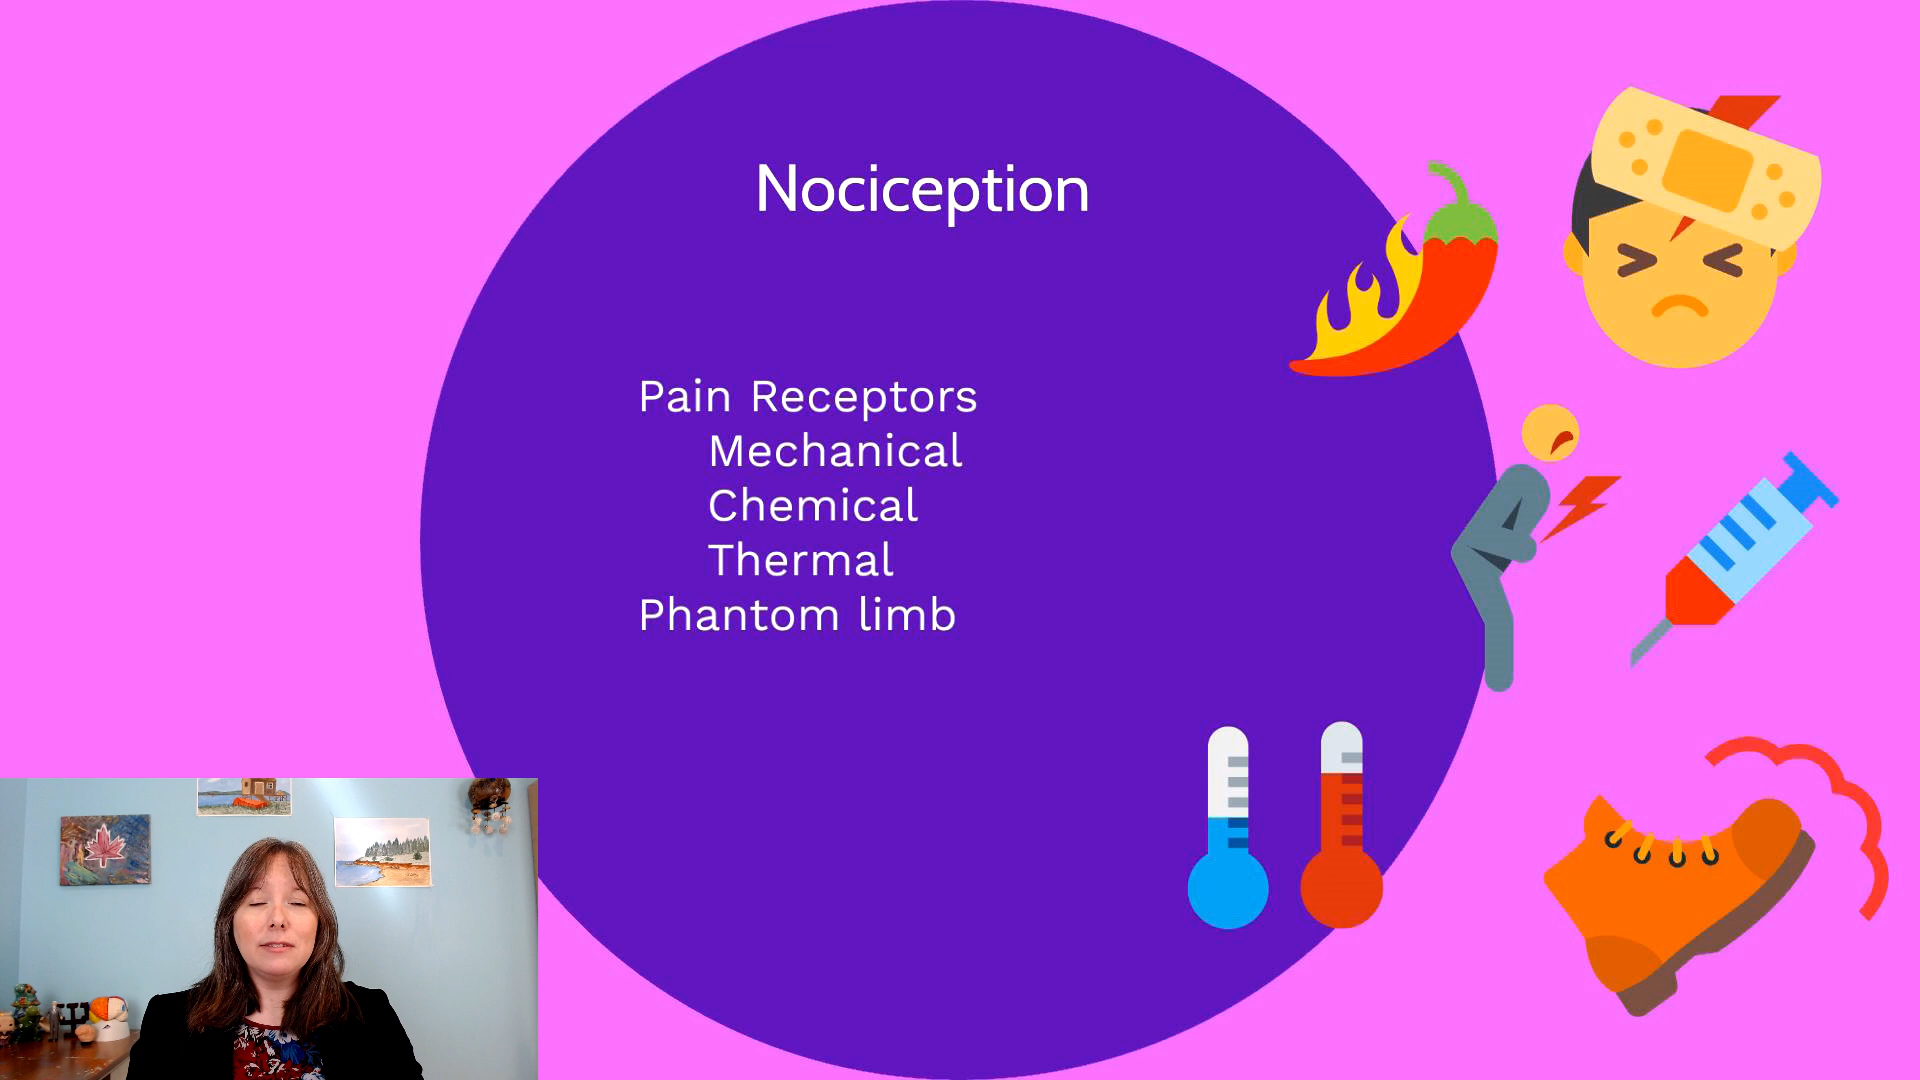 Nociception
Pain Receptors
Mechanical
Chemical
Thermal
Phantom limb